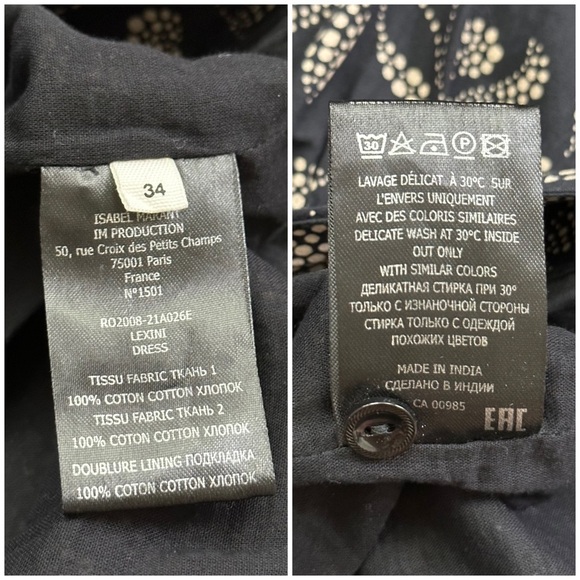 34
ISABEL MARANT
IM PRODUCTION
50, rue Croix des Petits Champs
75001 Paris
France
N°1501
RO2008-21A026E
LEXINI
DRESS
TISSU FABRIC ТКАНЬ 1
100% COTON COTTON ХЛОПОК
TISSU FABRIC ТКАНЬ 2
100% COTON COTTON ХЛОПОК
DOUBLURE LINING ПОДКЛАДКА
100% COTON COTTON ХЛОПОК
30
P
LAVAGE DÉLICAT À 30°C SUR
L'ENVERS UNIQUEMENT
AVEC DES COLORIS SIMILAIRES
DELICATE WASH AT 30°C INSIDE
OUT ONLY
WITH SIMILAR COLORS
ДЕЛИКАТНАЯ СТИРКА ПРИ 30°
ТОЛЬКО С ИЗНАНОЧНОЙ СТОРОНЫ
СТИРКА ТОЛЬКО С ОДЕЖДОЙ
ПОХОЖИХ ЦВЕТОВ
MADE IN INDIA
СДЕЛАНО В ИНДИИ
CA 00985
EAC